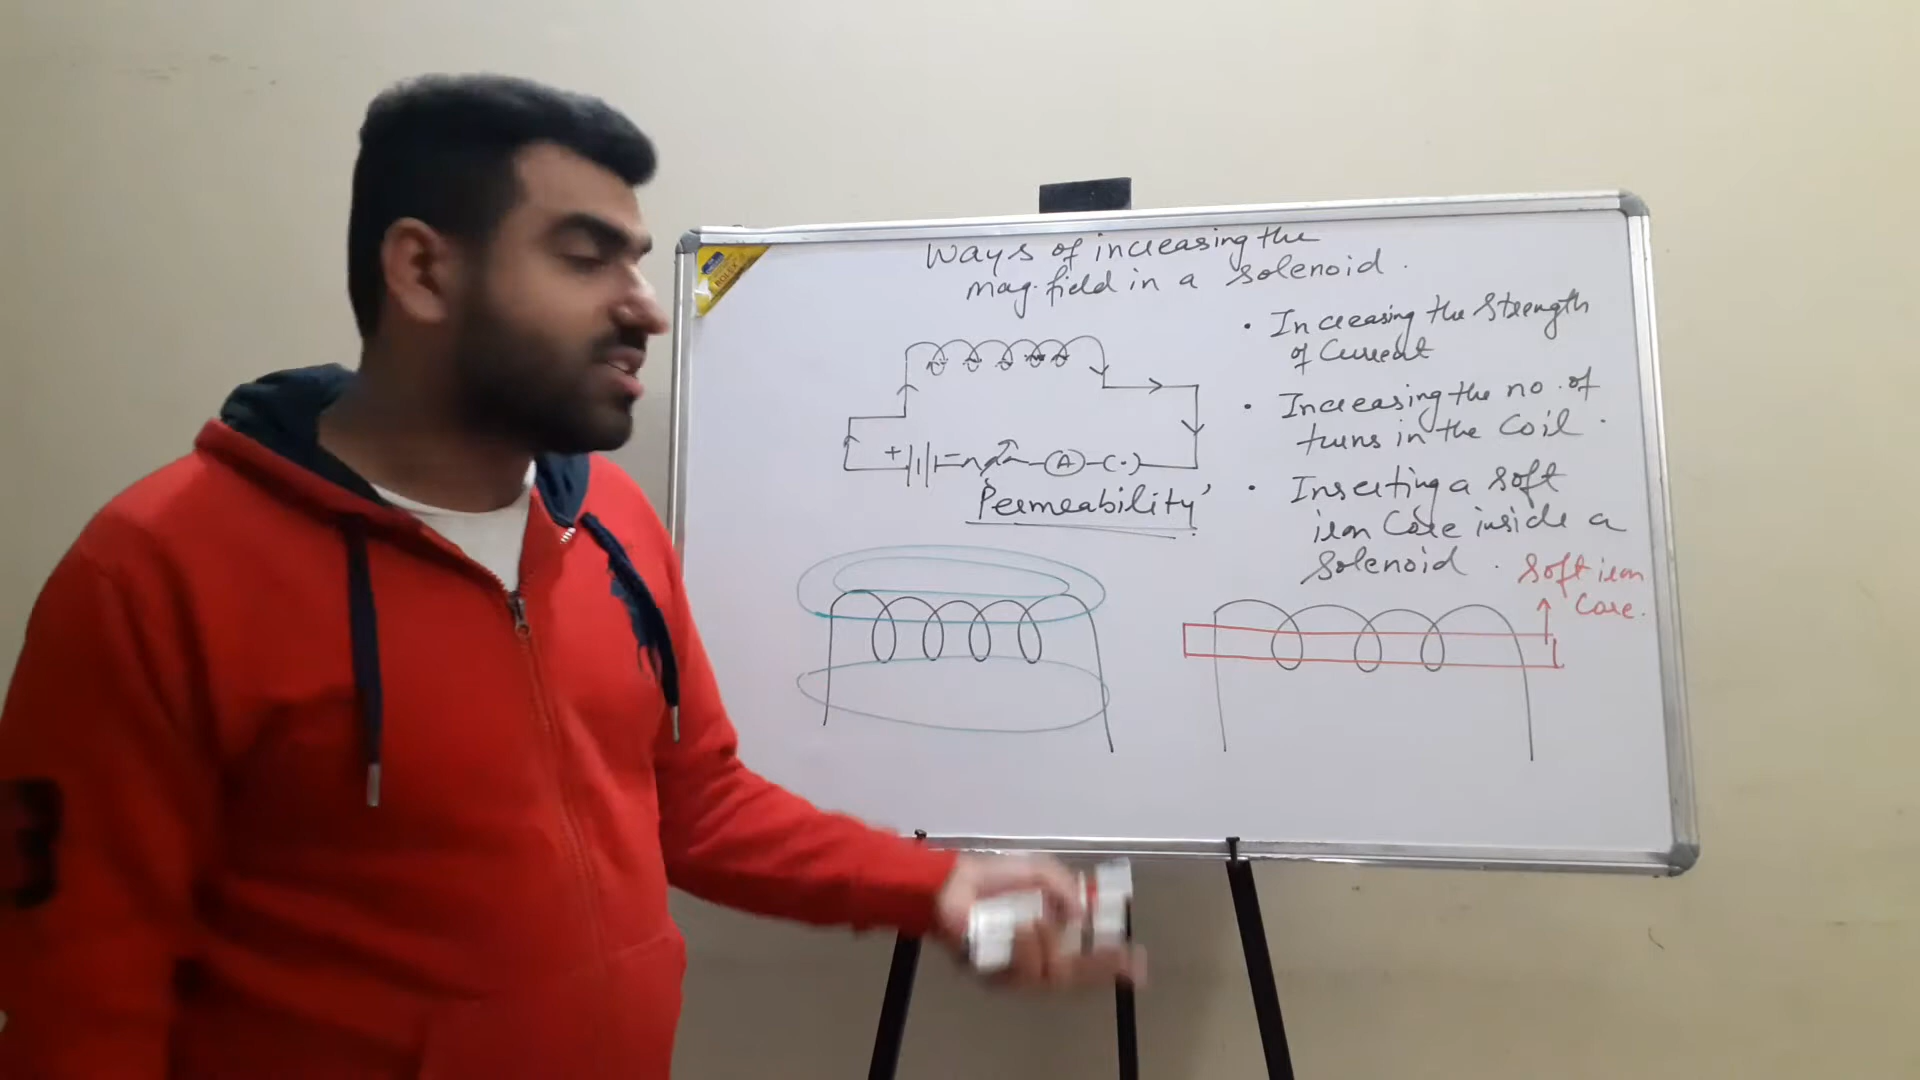 Ways of increasing the
mag. field in a solenoid.
• Increasing the strength
of current
• Increasing the no. of
turns in the coil.
• Inserting a soft
iron core inside a
solenoid.
+
A
(•)
'Permeability'
soft iron
core.
ROLEX